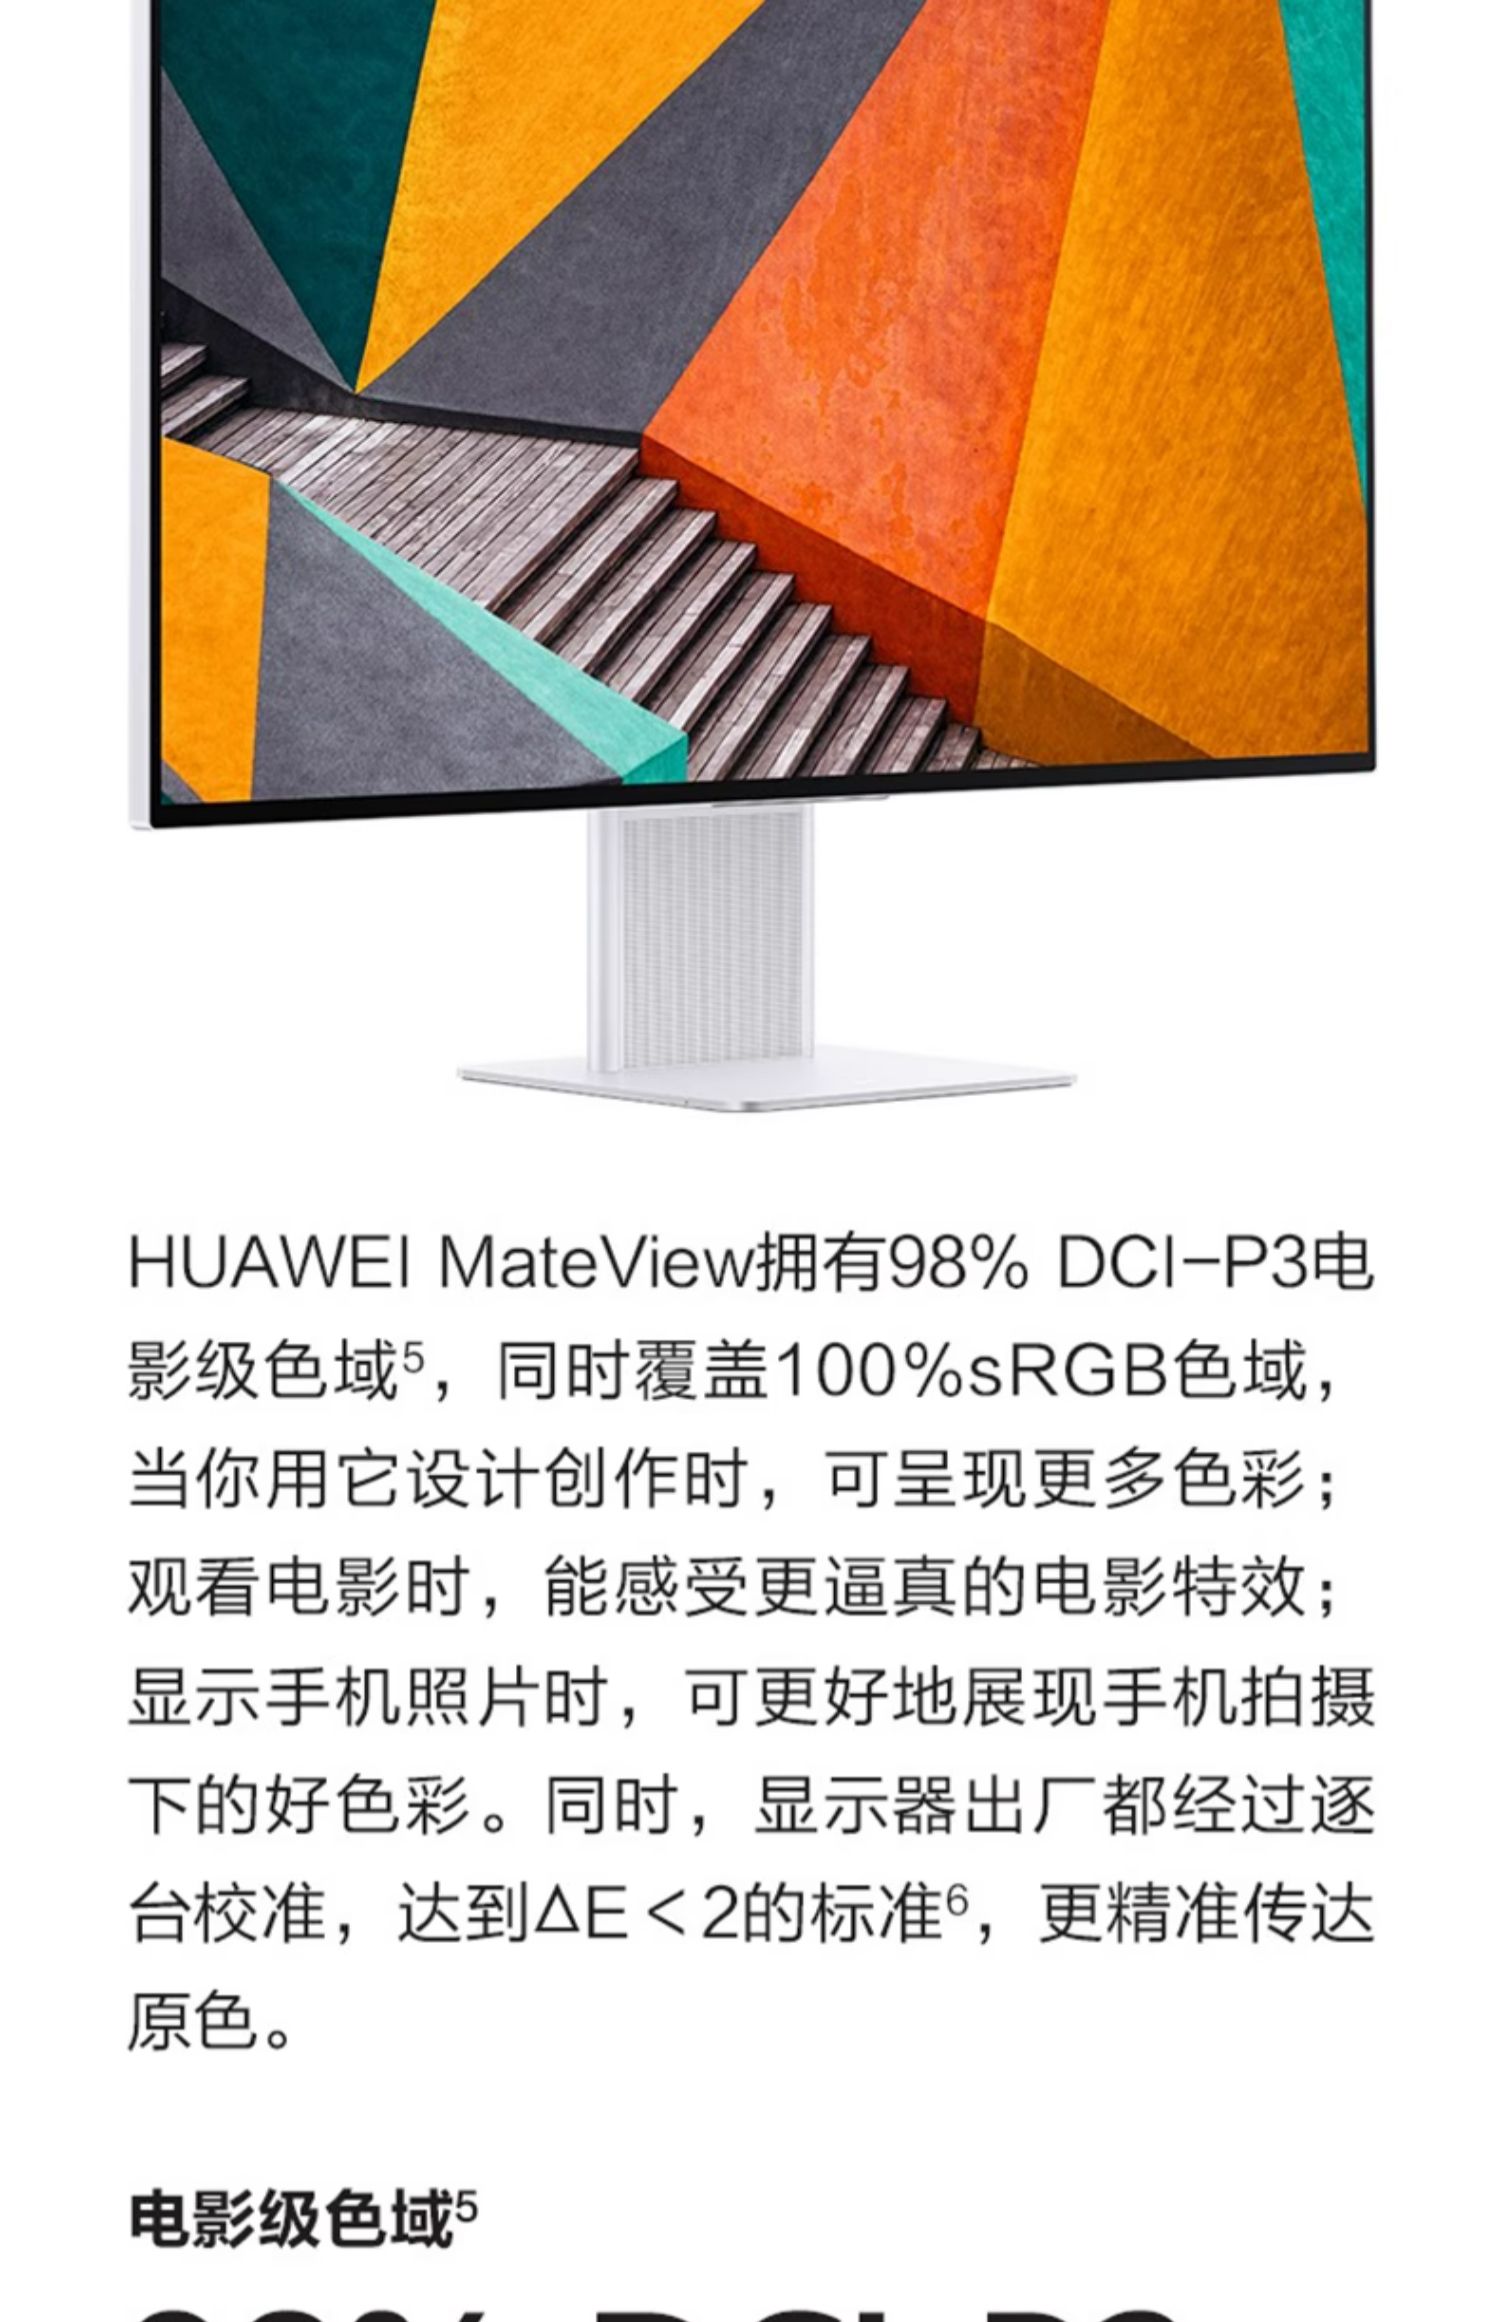 HUAWEI MateView拥有98% DCI-P3电
影级色域5，同时覆盖100%sRGB色域，
当你用它设计创作时，可呈现更多色彩；
观看电影时，能感受更逼真的电影特效；
显示手机照片时，可更好地展现手机拍摄
下的好色彩。同时，显示器出厂都经过逐
台校准，达到ΔE＜2的标准6，更精准传达
原色。
电影级色域5